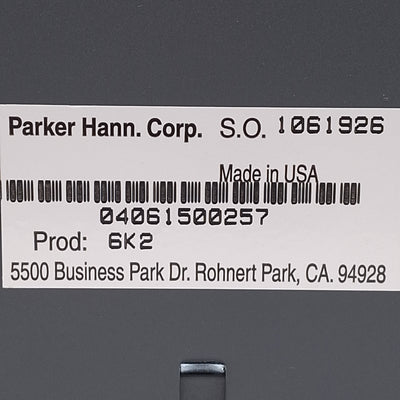 Parker Hann. Corp. S.O. 1061926
Made in USA
04061500257
Prod: 6K2
5500 Business Park Dr. Rohnert Park, CA. 94928